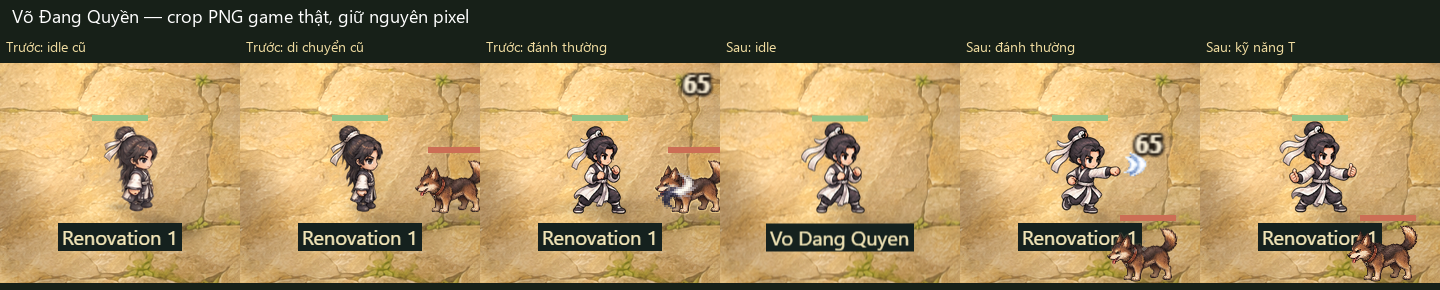 Võ Đang Quyền — crop PNG game thật, giữ nguyên pixel
Trước: idle cũ
Trước: di chuyển cũ
Trước: đánh thường
Sau: idle
Sau: đánh thường
Sau: kỹ năng T
65
65
Renovation 1
Renovation 1
Renovation 1
Vo Dang Quyen
Renovation 1
Renovation 1